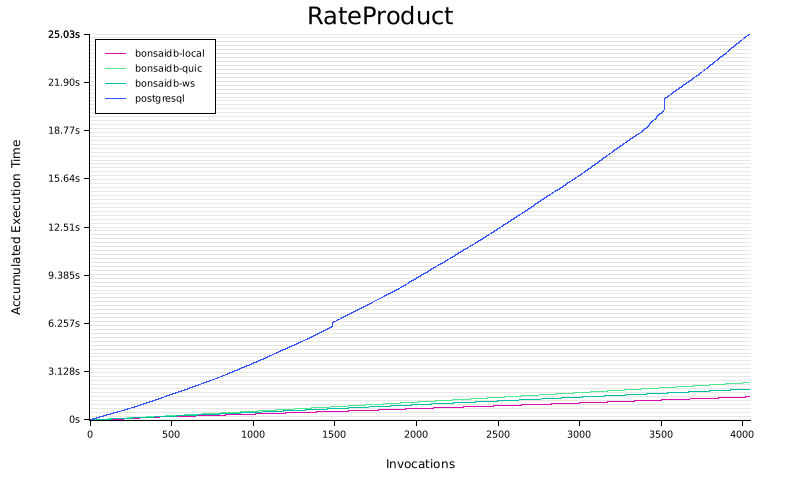 RateProduct
25.03s
bonsaidb-local
bonsaidb-quic
bonsaidb-ws
postgresql
21.90s
18.77s
15.64s
12.51s
9.385s
6.257s
3.128s
0s
Accumulated Execution Time
0 500 1000 1500 2000 2500 3000 3500 4000
Invocations